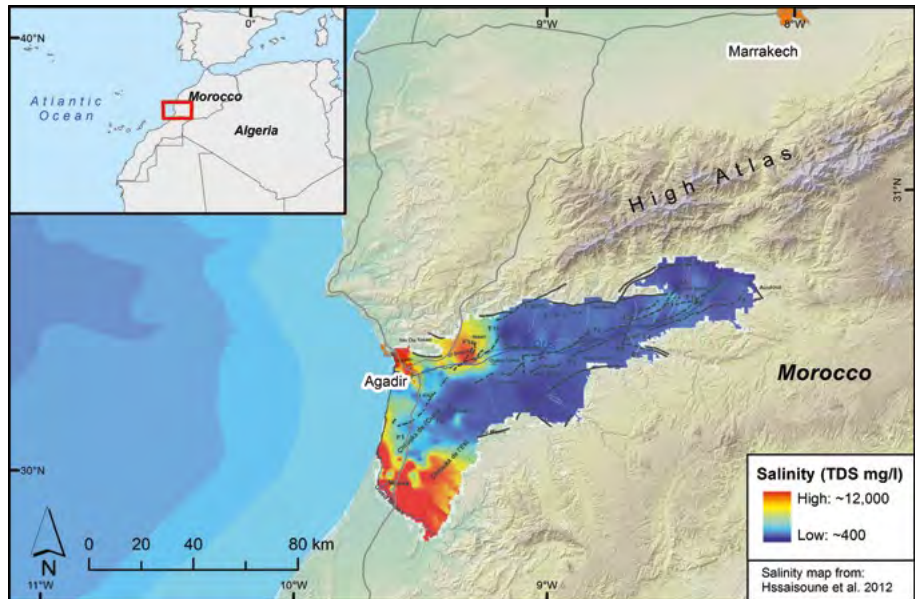 0°
9°W
8°W
40°N
Marrakech
Atlantic
Ocean
Morocco
Algeria
High Atlas
31°N
Agadir
Morocco
30°N
Salinity (TDS mg/l)
High: ~12,000
Low: ~400
0 20 40 80 km
N
11°W
10°W
9°W
Salinity map from:
Hssaisoune et al. 2012